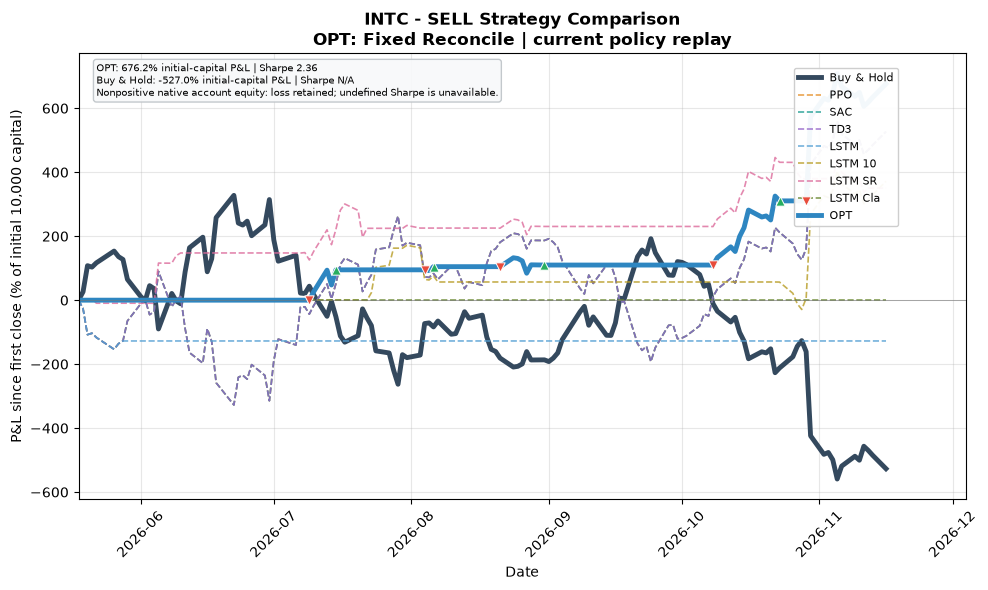 INTC - SELL Strategy Comparison
OPT: Fixed Reconcile | current policy replay
OPT: 676.2% initial-capital P&L | Sharpe 2.36
Buy & Hold: -527.0% initial-capital P&L | Sharpe N/A
Nonpositive native account equity: loss retained; undefined Sharpe is unavailable.
Buy & Hold
PPO
SAC
TD3
LSTM
LSTM 10
LSTM SR
LSTM Cla
OPT
P&L since first close (% of initial 10,000 capital)
600
400
200
0
−200
−400
−600
2026-06
2026-07
2026-08
2026-09
2026-10
2026-11
2026-12
Date